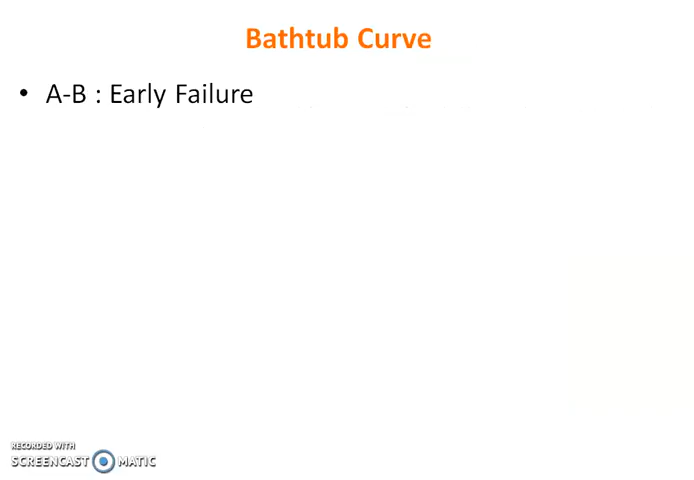 Bathtub Curve
• A-B : Early Failure
RECORDED WITH
SCREENCAST MATIC